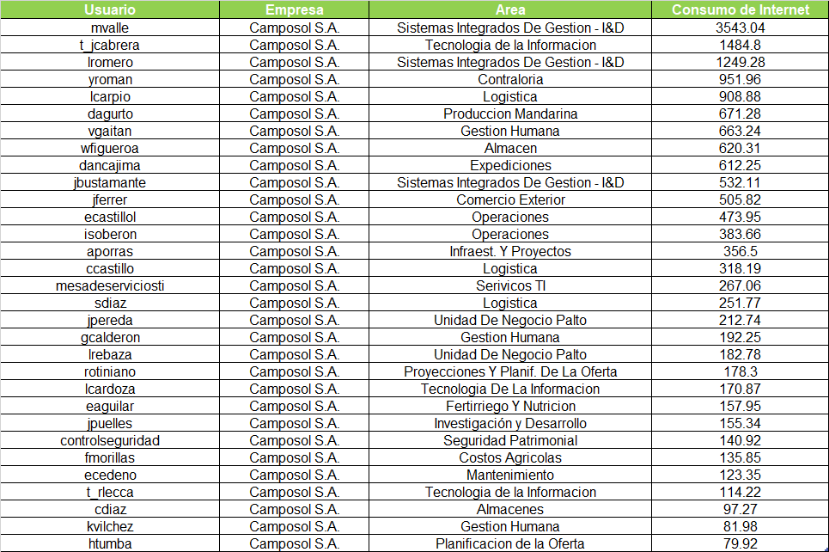 Usuario Empresa Area Consumo de Internet
mvalle Camposol S.A. Sistemas Integrados De Gestion - I&D 3543.04
t_jcabrera Camposol S.A. Tecnologia de la Informacion 1484.8
lromero Camposol S.A. Sistemas Integrados De Gestion - I&D 1249.28
yroman Camposol S.A. Contraloria 951.96
lcarpio Camposol S.A. Logistica 908.88
dagurto Camposol S.A. Produccion Mandarina 671.28
vgaitan Camposol S.A. Gestion Humana 663.24
wfigueroa Camposol S.A. Almacen 620.31
dancajima Camposol S.A. Expediciones 612.25
jbustamante Camposol S.A. Sistemas Integrados De Gestion - I&D 532.11
jferrer Camposol S.A. Comercio Exterior 505.82
ecastillol Camposol S.A. Operaciones 473.95
isoberon Camposol S.A. Operaciones 383.66
aporras Camposol S.A. Infraest. Y Proyectos 356.5
ccastillo Camposol S.A. Logistica 318.19
mesadeserviciosti Camposol S.A. Serivicos TI 267.06
sdiaz Camposol S.A. Logistica 251.77
jpereda Camposol S.A. Unidad De Negocio Palto 212.74
gcalderon Camposol S.A. Gestion Humana 192.25
lrebaza Camposol S.A. Unidad De Negocio Palto 182.78
rotiniano Camposol S.A. Proyecciones Y Planif. De La Oferta 178.3
lcardoza Camposol S.A. Tecnologia De La Informacion 170.87
eaguilar Camposol S.A. Fertirriego Y Nutricion 157.95
jpuelles Camposol S.A. Investigación y Desarrollo 155.34
controlseguridad Camposol S.A. Seguridad Patrimonial 140.92
fmorillas Camposol S.A. Costos Agricolas 135.85
ecedeno Camposol S.A. Mantenimiento 123.35
t_rlecca Camposol S.A. Tecnologia de la Informacion 114.22
cdiaz Camposol S.A. Almacenes 97.27
kvilchez Camposol S.A. Gestion Humana 81.98
htumba Camposol S.A. Planificacion de la Oferta 79.92